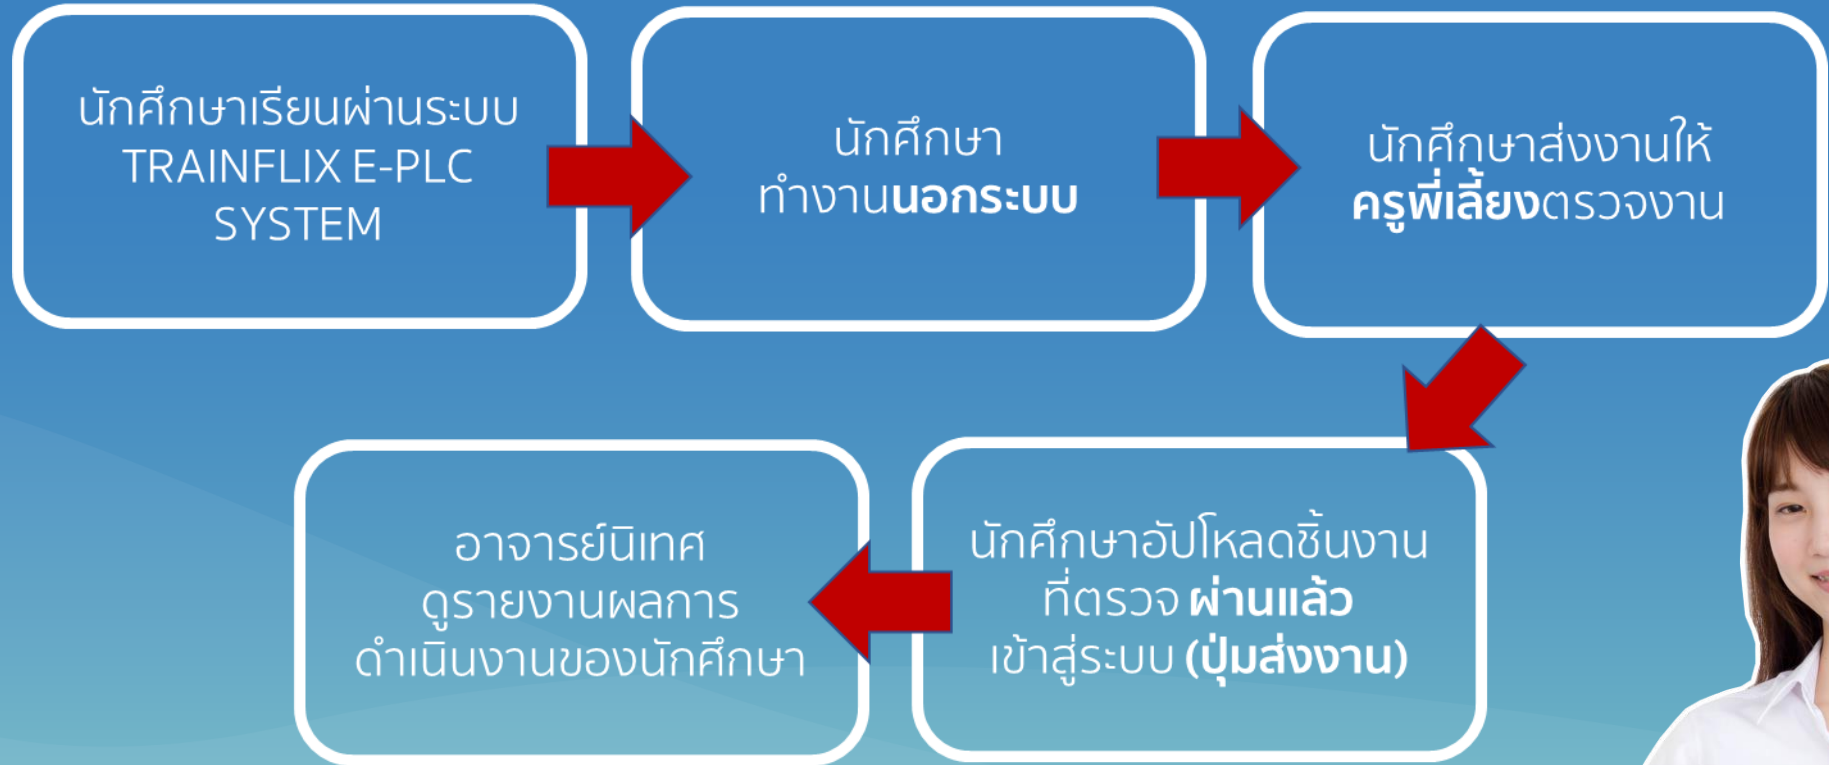 นักศึกษาเรียนผ่านระบบ
TRAINFLIX E-PLC
SYSTEM
นักศึกษา
ทำงานนอกระบบ
นักศึกษาส่งงานให้
ครูพี่เลี้ยงตรวจงาน
นักศึกษาอัปโหลดชิ้นงาน
ที่ตรวจ ผ่านแล้ว
เข้าสู่ระบบ (ปุ่มส่งงาน)
อาจารย์นิเทศ
ดูรายงานผลการ
ดำเนินงานของนักศึกษา